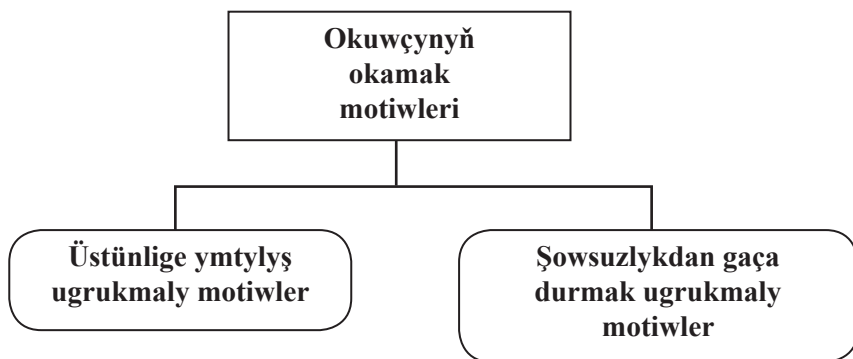 Okuwçynyň
okamak
motiwleri
Üstünlige ymtylyş
ugrukmaly motiwler
Şowsuzlykdan gaça
durmak ugrukmaly
motiwler